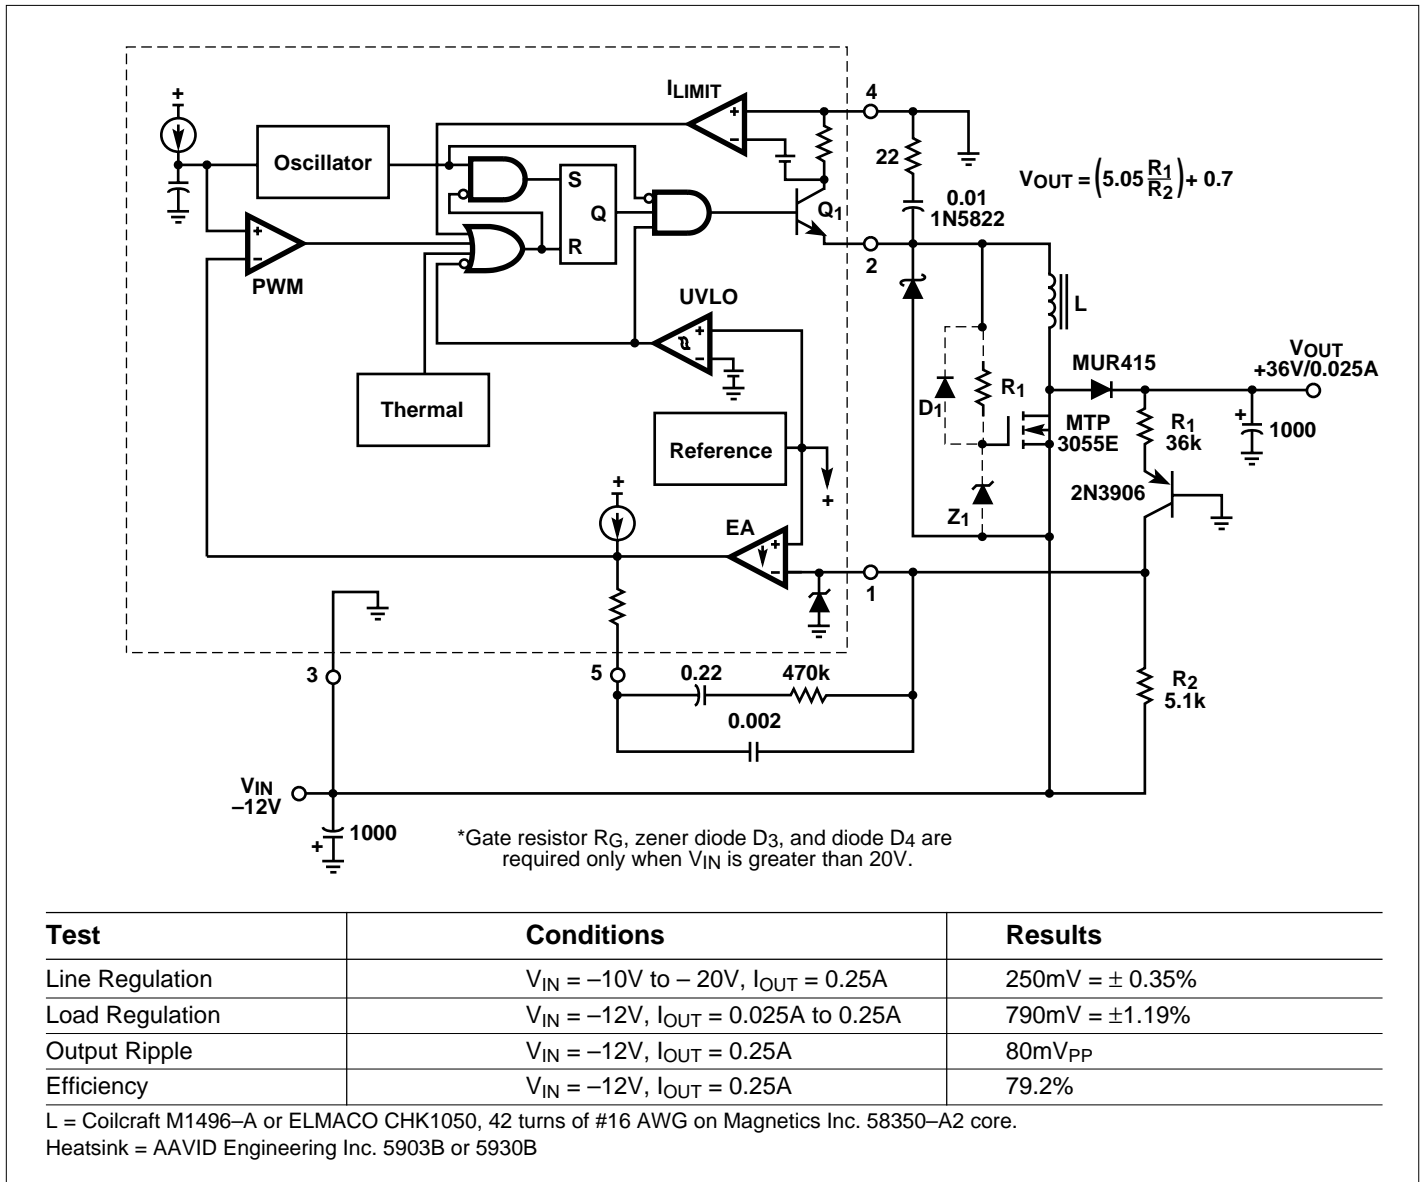 +
Oscillator
PWM
+
−
S
Q
R
ILIMIT
+
−
4
22
0.01
1N5822
Q1
2
VOUT = (5.05 R1/R2) + 0.7
UVLO
+
−
Thermal
Reference
+
L
MUR415
VOUT
+36V/0.025A
D1
R1
MTP
3055E
R1
36k
+
1000
2N3906
Z1
+
EA
+
−
1
3
5
0.22
470k
0.002
R2
5.1k
VIN
–12V
+
1000
*Gate resistor RG, zener diode D3, and diode D4 are
required only when VIN is greater than 20V.
Test Conditions Results
Line Regulation VIN = –10V to – 20V, IOUT = 0.25A 250mV = ± 0.35%
Load Regulation VIN = –12V, IOUT = 0.025A to 0.25A 790mV = ±1.19%
Output Ripple VIN = –12V, IOUT = 0.25A 80mVPP
Efficiency VIN = –12V, IOUT = 0.25A 79.2%
L = Coilcraft M1496–A or ELMACO CHK1050, 42 turns of #16 AWG on Magnetics Inc. 58350–A2 core.
Heatsink = AAVID Engineering Inc. 5903B or 5930B